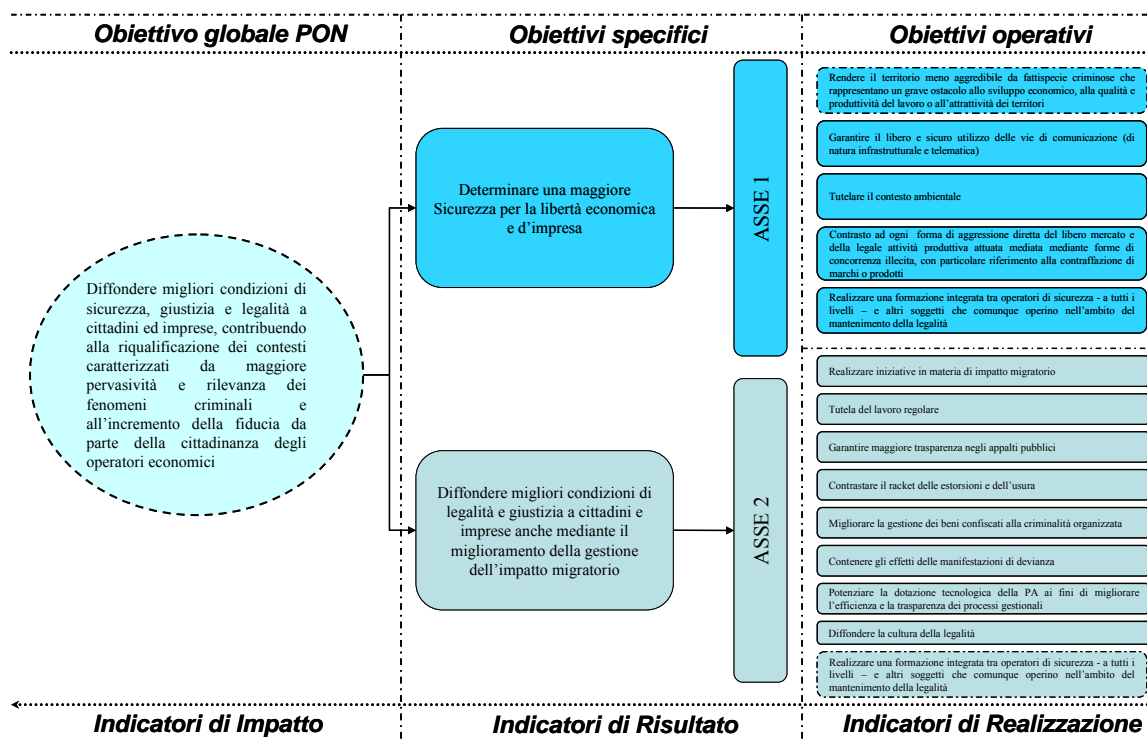 Obiettivo globale PON
Obiettivi specifici
Obiettivi operativi
Diffondere migliori condizioni di
sicurezza, giustizia e legalità a
cittadini ed imprese, contribuendo
alla riqualificazione dei contesti
caratterizzati da maggiore
pervasività e rilevanza dei
fenomeni criminali e
all'incremento della fiducia da
parte della cittadinanza degli
operatori economici
Determinare una maggiore
Sicurezza per la libertà economica
e d'impresa
ASSE 1
Rendere il territorio meno aggredibile da fattispecie criminose che
rappresentano un grave ostacolo allo sviluppo economico, alla qualità e
produttività del lavoro o all'attrattività dei territori
Garantire il libero e sicuro utilizzo delle vie di comunicazione (di
natura infrastrutturale e telematica)
Tutelare il contesto ambientale
Contrasto ad ogni forma di aggressione diretta del libero mercato e
della legale attività produttiva attuata mediata mediante forme di
concorrenza illecita, con particolare riferimento alla contraffazione di
marchi o prodotti
Realizzare una formazione integrata tra operatori di sicurezza - a tutti i
livelli – e altri soggetti che comunque operino nell'ambito del
mantenimento della legalità
Diffondere migliori condizioni di
legalità e giustizia a cittadini e
imprese anche mediante il
miglioramento della gestione
dell'impatto migratorio
ASSE 2
Realizzare iniziative in materia di impatto migratorio
Tutela del lavoro regolare
Garantire maggiore trasparenza negli appalti pubblici
Contrastare il racket delle estorsioni e dell'usura
Migliorare la gestione dei beni confiscati alla criminalità organizzata
Contenere gli effetti delle manifestazioni di devianza
Potenziare la dotazione tecnologica della PA ai fini di migliorare
l'efficienza e la trasparenza dei processi gestionali
Diffondere la cultura della legalità
Realizzare una formazione integrata tra operatori di sicurezza - a tutti i
livelli – e altri soggetti che comunque operino nell'ambito del
mantenimento della legalità
Indicatori di Impatto
Indicatori di Risultato
Indicatori di Realizzazione